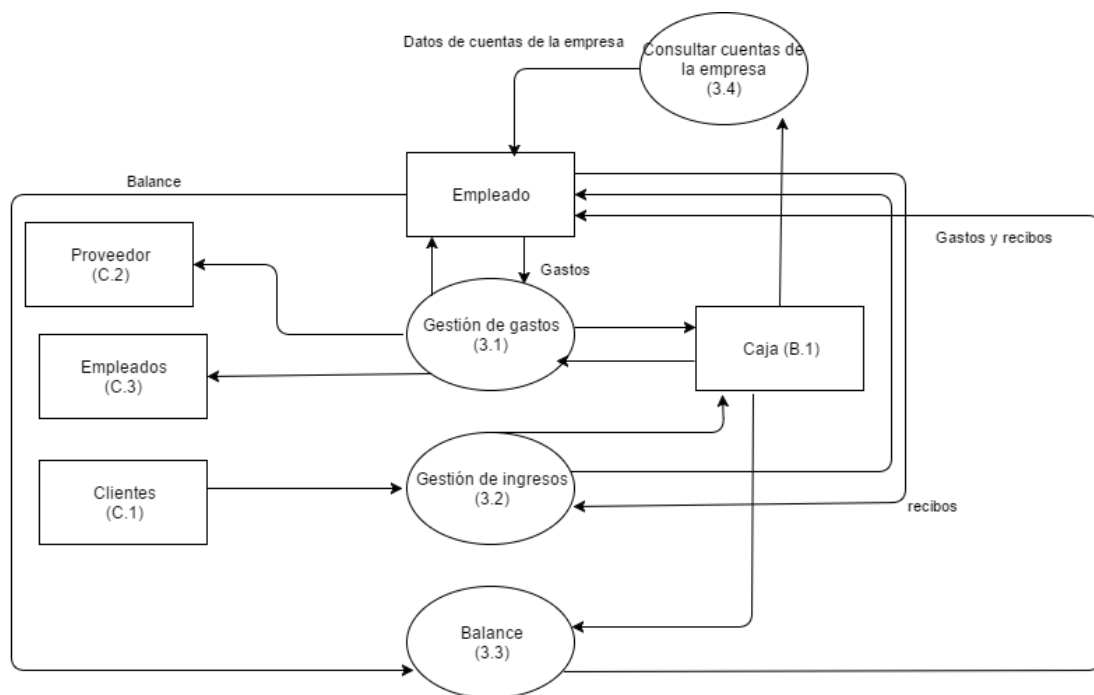 Datos de cuentas de la empresa
Consultar cuentas de
la empresa
(3.4)
Balance
Empleado
Gastos y recibos
Proveedor
(C.2)
Gastos
Gestión de gastos
(3.1)
Caja (B.1)
Empleados
(C.3)
Clientes
(C.1)
Gestión de ingresos
(3.2)
recibos
Balance
(3.3)